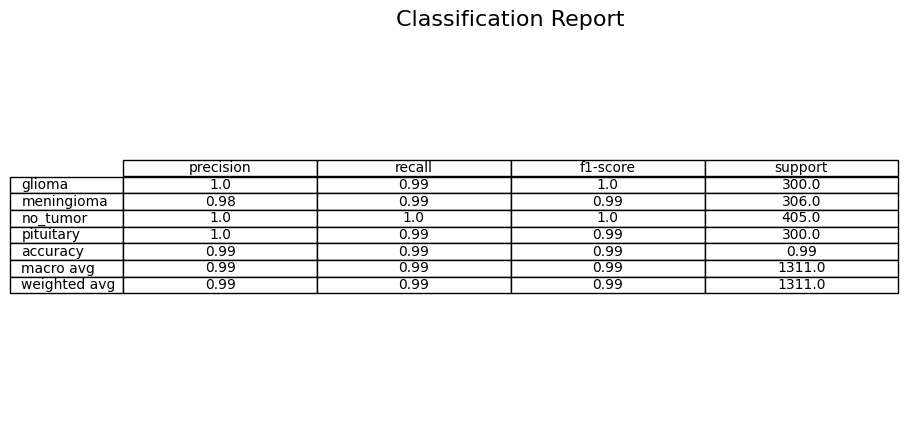 Classification Report
precision recall f1-score support
glioma 1.0 0.99 1.0 300.0
meningioma 0.98 0.99 0.99 306.0
no_tumor 1.0 1.0 1.0 405.0
pituitary 1.0 0.99 0.99 300.0
accuracy 0.99 0.99 0.99 0.99
macro avg 0.99 0.99 0.99 1311.0
weighted avg 0.99 0.99 0.99 1311.0